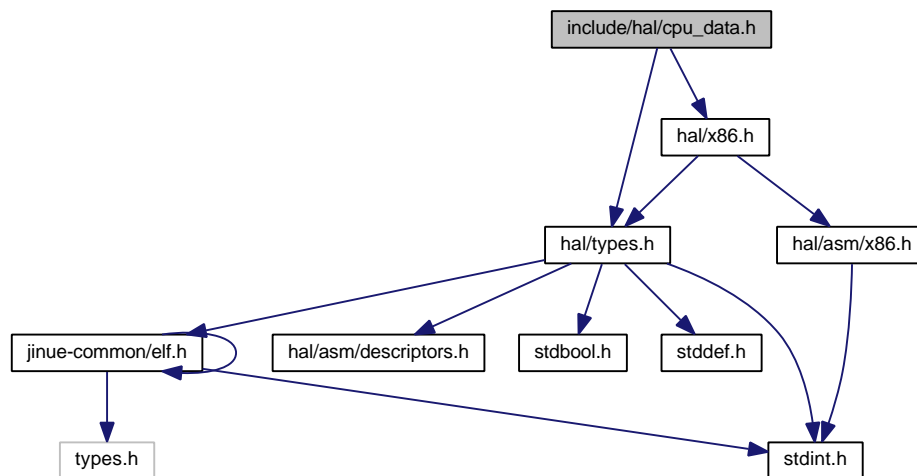 include/hal/cpu_data.h
hal/x86.h
hal/types.h
hal/asm/x86.h
jinue-common/elf.h
hal/asm/descriptors.h
stdbool.h
stddef.h
types.h
stdint.h